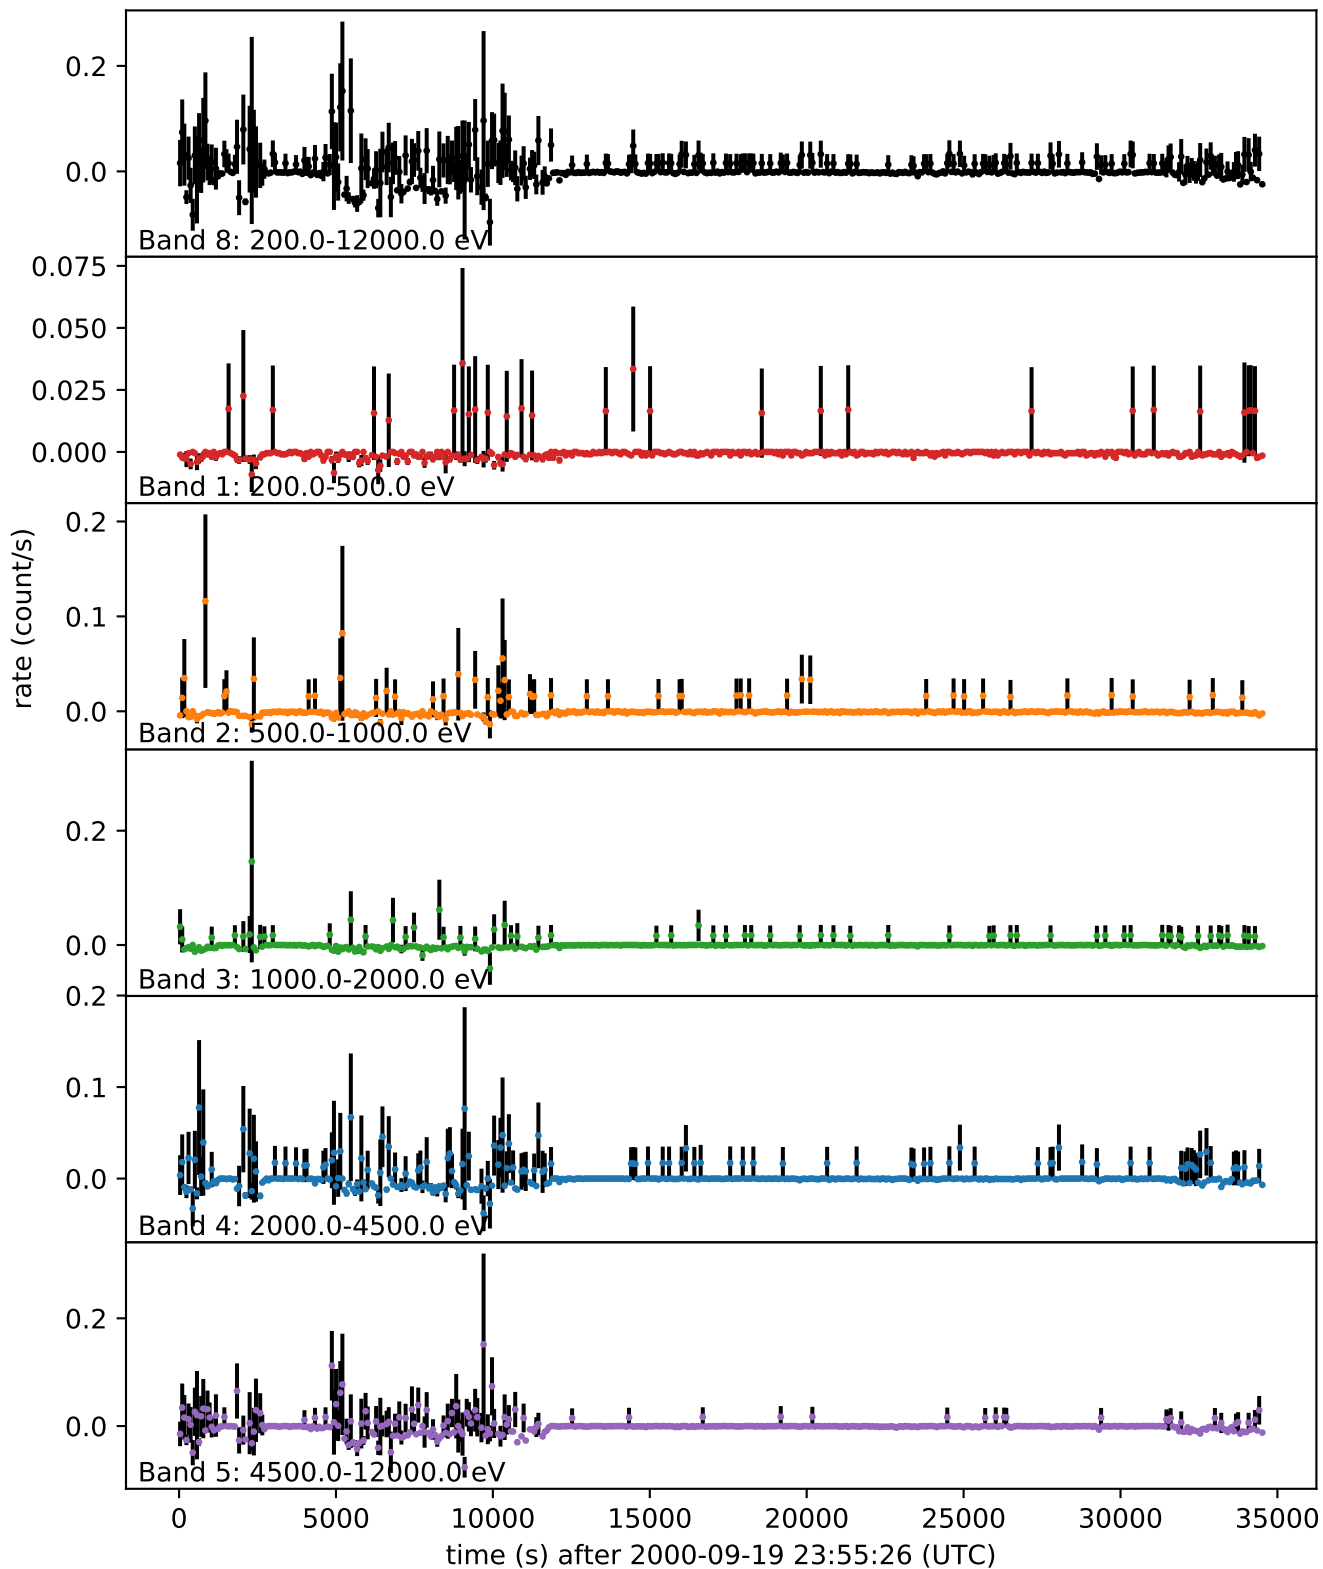 0.2
0.0
Band 8: 200.0-12000.0 eV
0.075
0.050
0.025
0.000
Band 1: 200.0-500.0 eV
rate (count/s)
0.2
0.1
0.0
Band 2: 500.0-1000.0 eV
0.2
0.0
Band 3: 1000.0-2000.0 eV
0.2
0.1
0.0
Band 4: 2000.0-4500.0 eV
0.2
0.0
Band 5: 4500.0-12000.0 eV
0 5000 10000 15000 20000 25000 30000 35000
time (s) after 2000-09-19 23:55:26 (UTC)